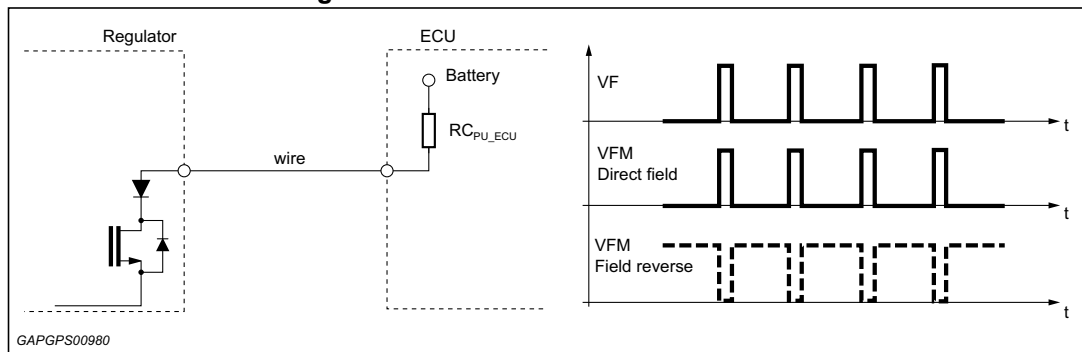 Regulator
ECU
Battery
RCPU_ECU
wire
VF
t
VFM
Direct field
t
VFM
Field reverse
t
GAPGPS00980